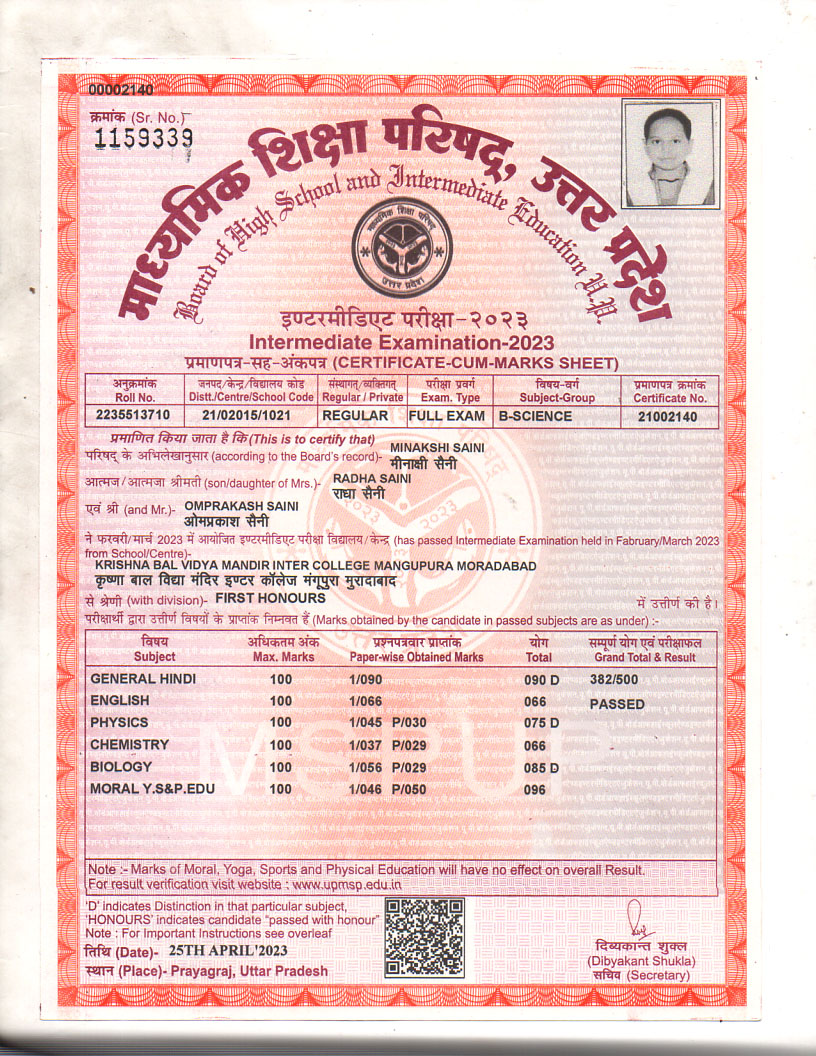 00002140
क्रमांक (Sr. No.)
1159339
माध्यमिक शिक्षा परिषद्, उत्तर प्रदेश
Board of High School and Intermediate Education U.P.
माध्यमिक शिक्षा परिषद्
उत्तर प्रदेश
इण्टरमीडिएट परीक्षा-२०२३
Intermediate Examination-2023
प्रमाणपत्र-सह-अंकपत्र (CERTIFICATE-CUM-MARKS SHEET)
अनुक्रमांक जनपद/केन्द्र/विद्यालय कोड संस्थागत/व्यक्तिगत परीक्षा प्रवर्ग विषय-वर्ग प्रमाणपत्र क्रमांक
Roll No. Distt./Centre/School Code Regular / Private Exam. Type Subject-Group Certificate No.
2235513710 21/02015/1021 REGULAR FULL EXAM B-SCIENCE 21002140
प्रमाणित किया जाता है कि(This is to certify that)
MINAKSHI SAINI
परिषद् के अभिलेखानुसार (according to the Board's record)- मीनाक्षी सैनी
आत्मज/आत्मजा श्रीमती (son/daughter of Mrs.)- RADHA SAINI
राधा सैनी
एवं श्री (and Mr.)- OMPRAKASH SAINI
ओमप्रकाश सैनी
ने फरवरी/मार्च 2023 में आयोजित इण्टरमीडिएट परीक्षा विद्यालय/केन्द्र (has passed Intermediate Examination held in Fabruary/March 2023
from School/Centre)-
KRISHNA BAL VIDYA MANDIR INTER COLLEGE MANGUPURA MORADABAD
कृष्णा बाल विद्या मंदिर इण्टर कॉलेज मंगूपुरा मुरादाबाद
से श्रेणी (with division)- FIRST HONOURS में उत्तीर्ण की है।
परीक्षार्थी द्वारा उत्तीर्ण विषयों के प्राप्तांक निम्नवत हैं (Marks obtained by the candidate in passed subjects are as under) :-
विषय अधिकतम अंक प्रश्नपत्रवार प्राप्तांक योग सम्पूर्ण योग एवं परीक्षाफल
Subject Max. Marks Paper-wise Obtained Marks Total Grand Total & Result
GENERAL HINDI 100 1/090 090 D 382/500
ENGLISH 100 1/066 066 PASSED
PHYSICS 100 1/045 P/030 075 D
CHEMISTRY 100 1/037 P/029 066
BIOLOGY 100 1/056 P/029 085 D
MORAL Y.S&P.EDU 100 1/046 P/050 096
MSPUP
Note :- Marks of Moral, Yoga, Sports and Physical Education will have no effect on overall Result.
For result verification visit website : www.upmsp.edu.in
'D' indicates Distinction in that particular subject,
'HONOURS' indicates candidate "passed with honour"
Note : For Important Instructions see overleaf
तिथि (Date)- 25TH APRIL'2023
स्थान (Place)- Prayagraj, Uttar Pradesh
दिब्यकान्त शुक्ल
(Dibyakant Shukla)
सचिव (Secretary)